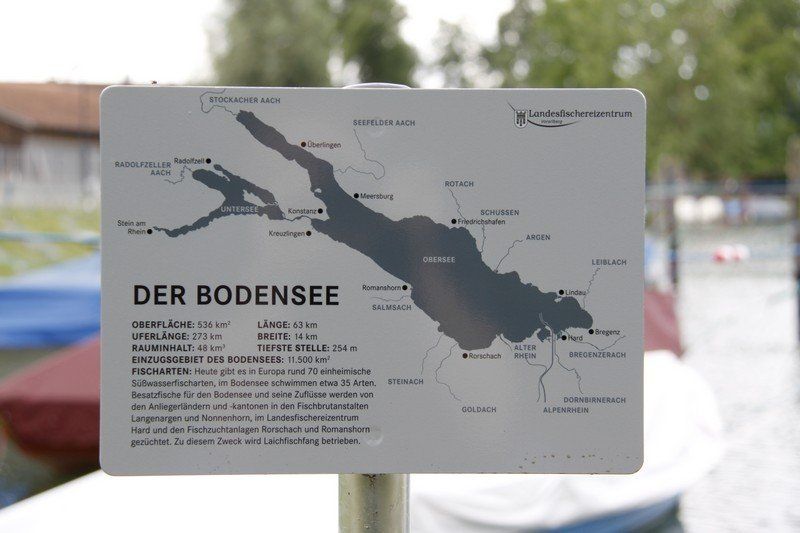 STOCKACHER AACH
Landesfischereizentrum
Vorarlberg
SEEFELDER AACH
Überlingen
RADOLFZELLER
AACH
Radolfzell
Meersburg
ROTACH
UNTERSEE
Konstanz
SCHUSSEN
Stein am
Rhein
Kreuzlingen
Friedrichshafen
ARGEN
OBERSEE
LEIBLACH
Romanshorn
SALMSACH
Lindau
Bregenz
Hard
BREGENZERACH
ALTER
RHEIN
Rorschach
STEINACH
GOLDACH
DORNBIRNERACH
ALPENRHEIN
DER BODENSEE
OBERFLÄCHE: 536 km² LÄNGE: 63 km
UFERLÄNGE: 273 km BREITE: 14 km
RAUMINHALT: 48 km³ TIEFSTE STELLE: 254 m
EINZUGSGEBIET DES BODENSEES: 11.500 km²
FISCHARTEN: Heute gibt es in Europa rund 70 einheimische
Süßwasserfischarten, im Bodensee schwimmen etwa 35 Arten.
Besatzfische für den Bodensee und seine Zuflüsse werden von
den Anliegerländern und -kantonen in den Fischbrutanstalten
Langenargen und Nonnenhorn, im Landesfischereizentrum
Hard und den Fischzuchtanlagen Rorschach und Romanshorn
gezüchtet. Zu diesem Zweck wird Laichfischfang betrieben.